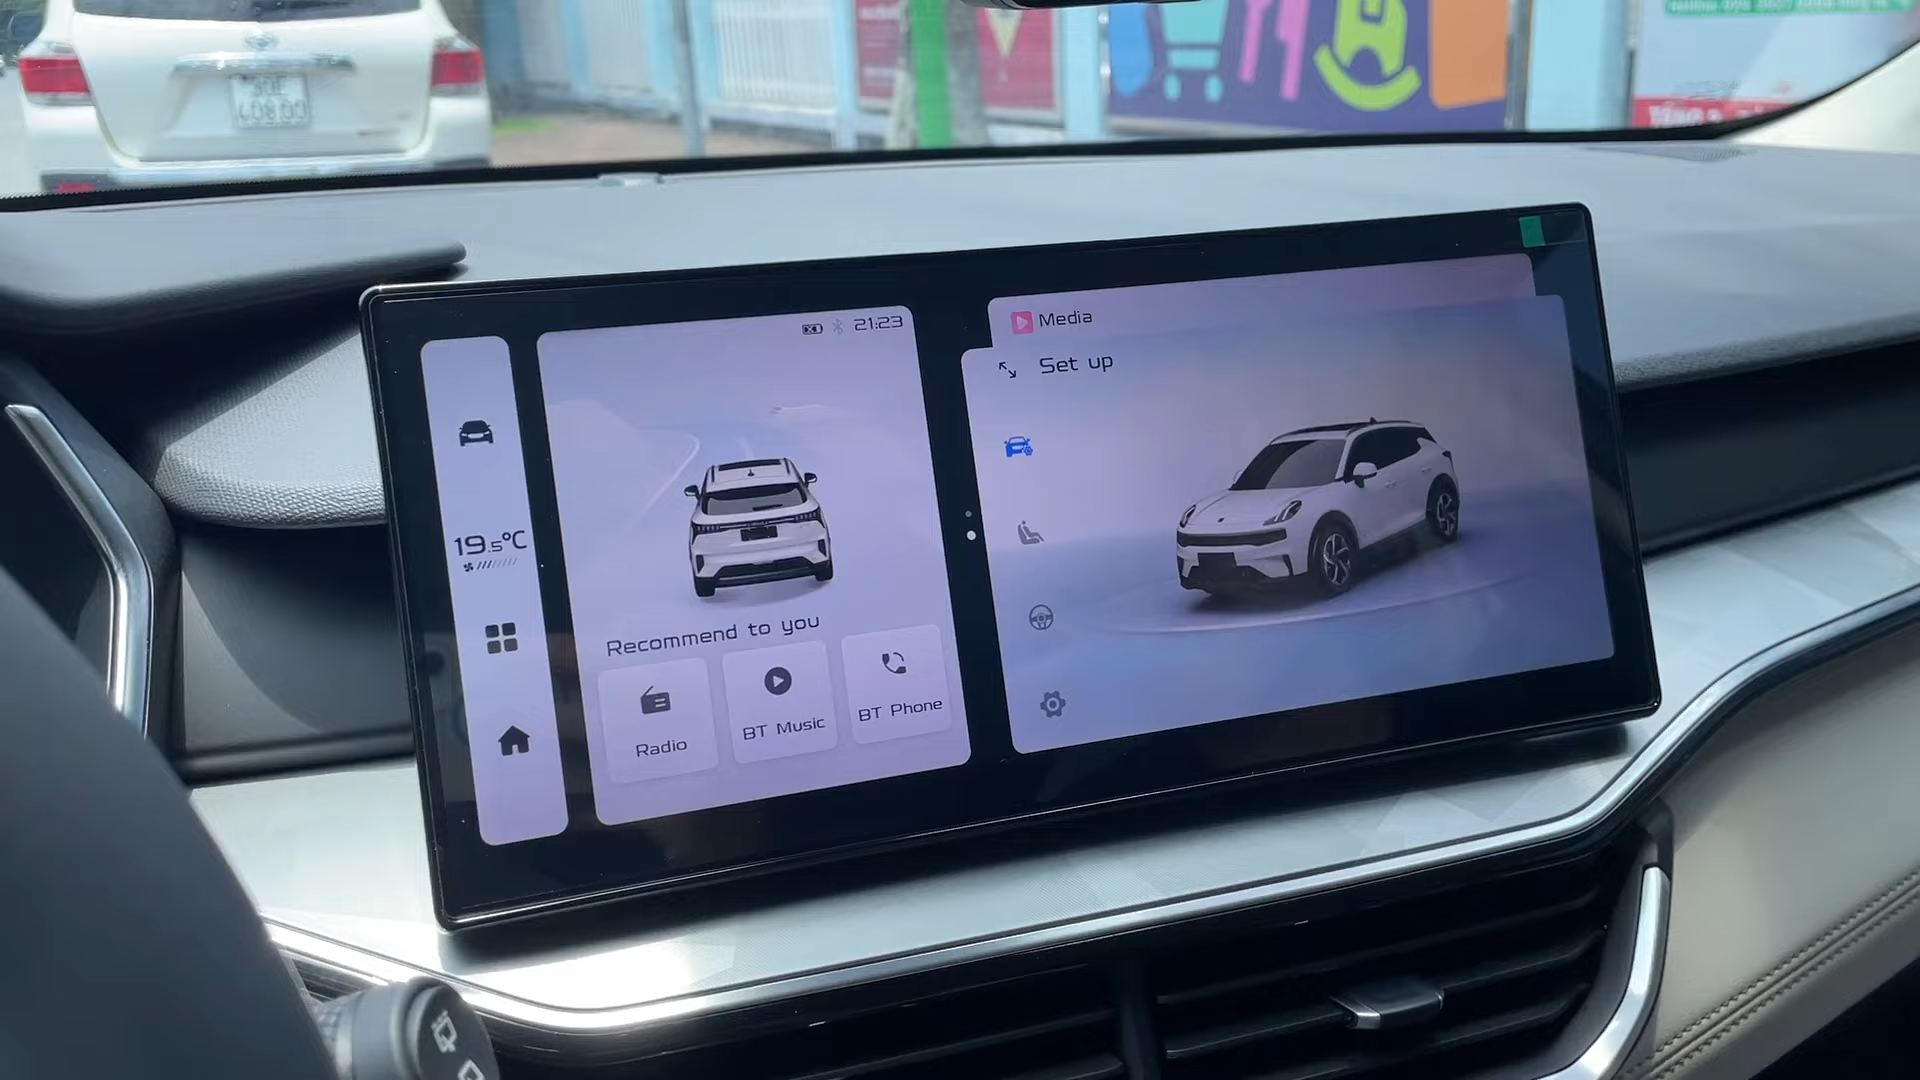 30E
408.00
21:23
19.5°C
Recommend to you
Radio
BT Music
BT Phone
Media
Set up